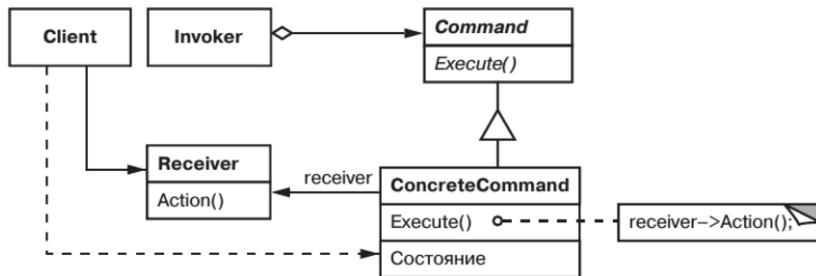 Client
Invoker
Command
Execute()
Receiver
Action()
receiver
ConcreteCommand
Execute()
receiver–>Action();
Состояние